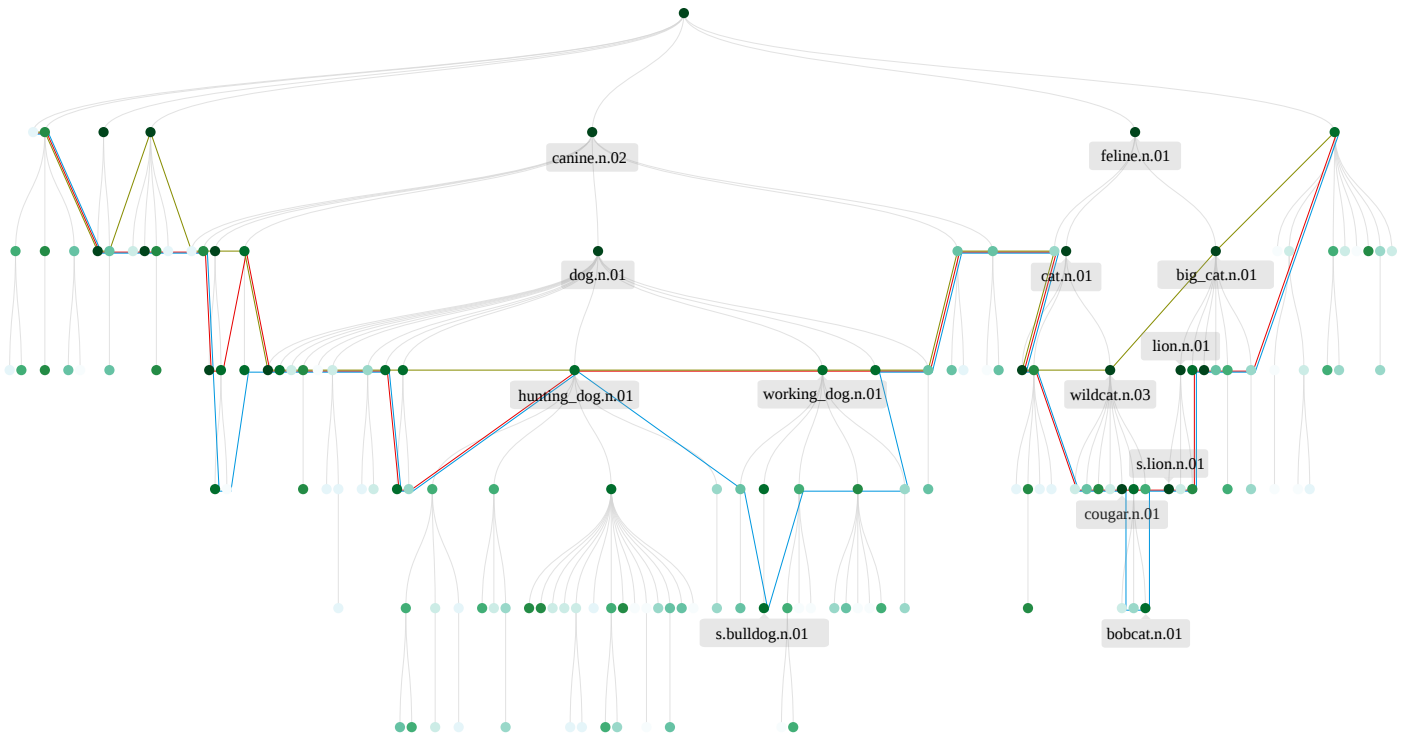 canine.n.02
feline.n.01
dog.n.01
cat.n.01
big_cat.n.01
lion.n.01
hunting_dog.n.01
working_dog.n.01
wildcat.n.03
s.lion.n.01
cougar.n.01
s.bulldog.n.01
bobcat.n.01